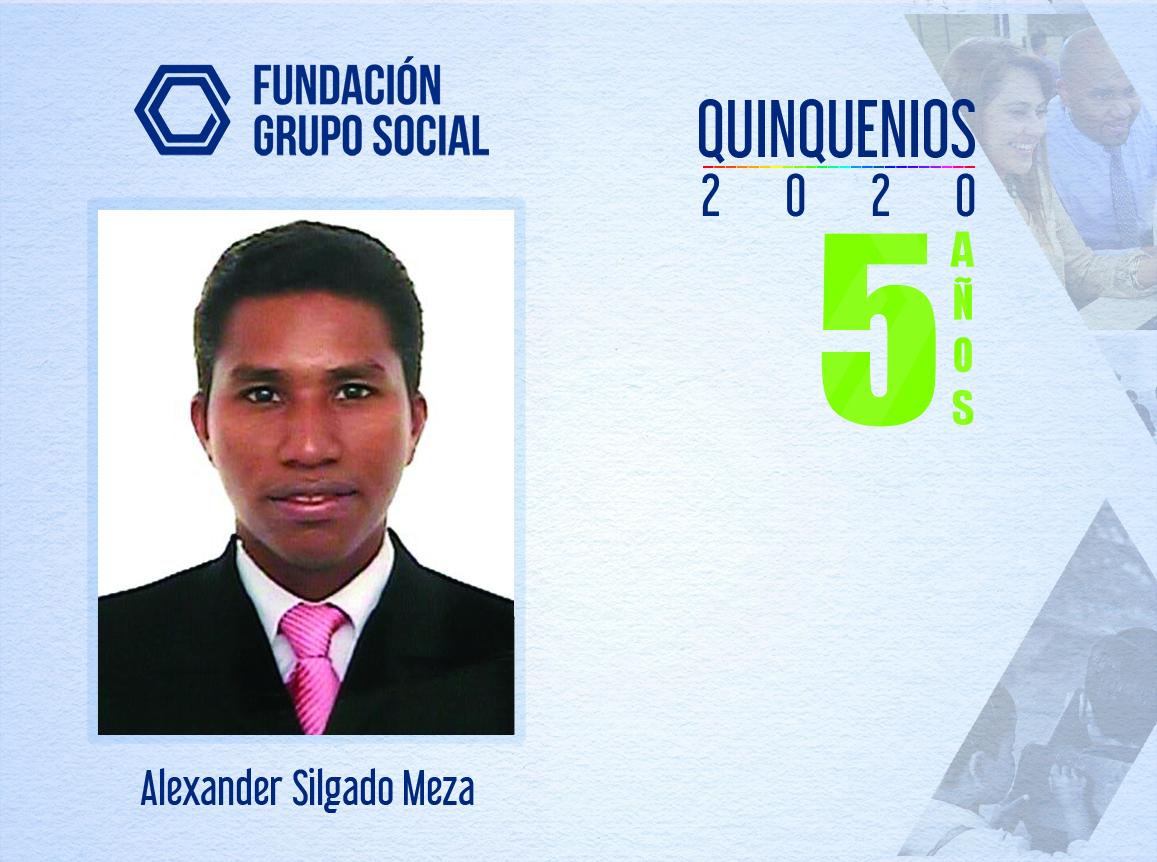 FUNDACIÓN
GRUPO SOCIAL
QUINQUENIOS
2020
5 AÑOS
Alexander Silgado Meza